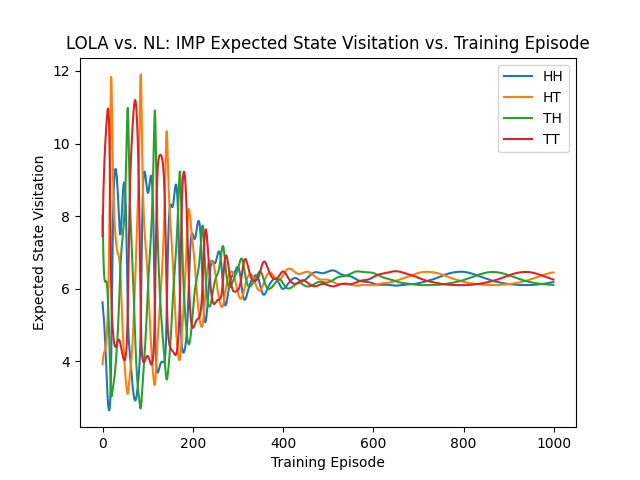 LOLA vs. NL: IMP Expected State Visitation vs. Training Episode
HH
HT
TH
TT
12
10
8
6
4
Expected State Visitation
0 200 400 600 800 1000
Training Episode